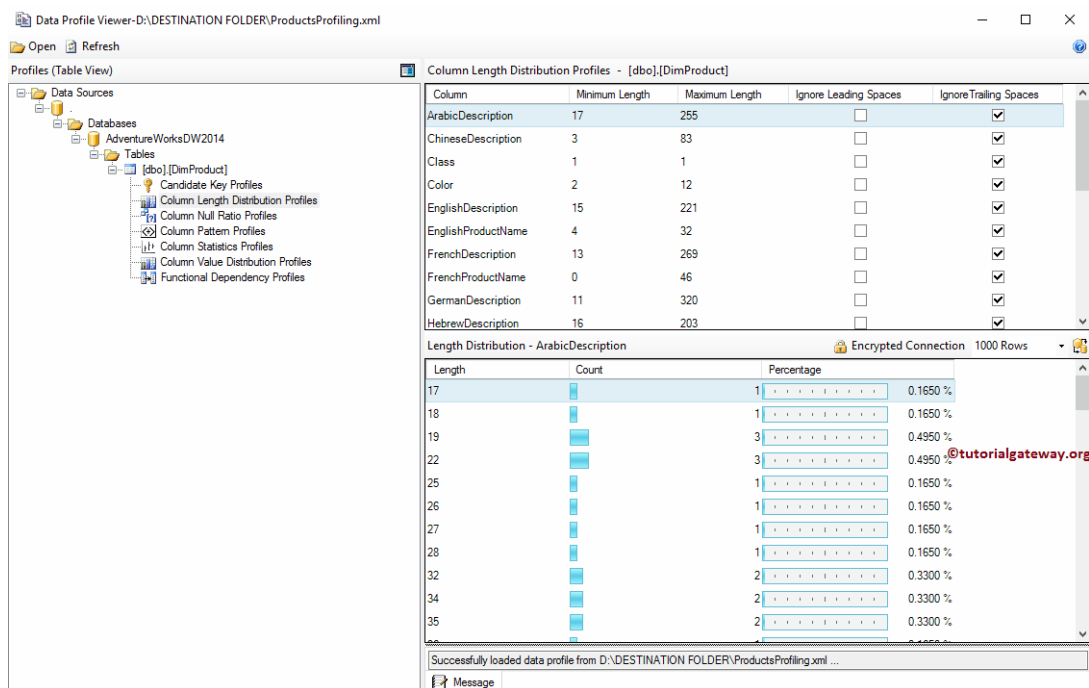 Data Profile Viewer-D:\DESTINATION FOLDER\ProductsProfiling.xml
Open Refresh
Profiles (Table View)
Data Sources
.
Databases
AdventureWorksDW2014
Tables
[dbo].[DimProduct]
Candidate Key Profiles
Column Length Distribution Profiles
Column Null Ratio Profiles
Column Pattern Profiles
Column Statistics Profiles
Column Value Distribution Profiles
Functional Dependency Profiles
Column Length Distribution Profiles - [dbo].[DimProduct]
Column Minimum Length Maximum Length Ignore Leading Spaces Ignore Trailing Spaces
ArabicDescription 17 255
ChineseDescription 3 83
Class 1 1
Color 2 12
EnglishDescription 15 221
EnglishProductName 4 32
FrenchDescription 13 269
FrenchProductName 0 46
GermanDescription 11 320
HebrewDescription 16 203
Length Distribution - ArabicDescription Encrypted Connection 1000 Rows
Length Count Percentage
17 1 0.1650 %
18 1 0.1650 %
19 3 0.4950 %
22 3 0.4950 %
©tutorialgateway.org
25 1 0.1650 %
26 1 0.1650 %
27 1 0.1650 %
28 1 0.1650 %
32 2 0.3300 %
34 2 0.3300 %
35 2 0.3300 %
Successfully loaded data profile from D:\DESTINATION FOLDER\ProductsProfiling.xml ...
Message